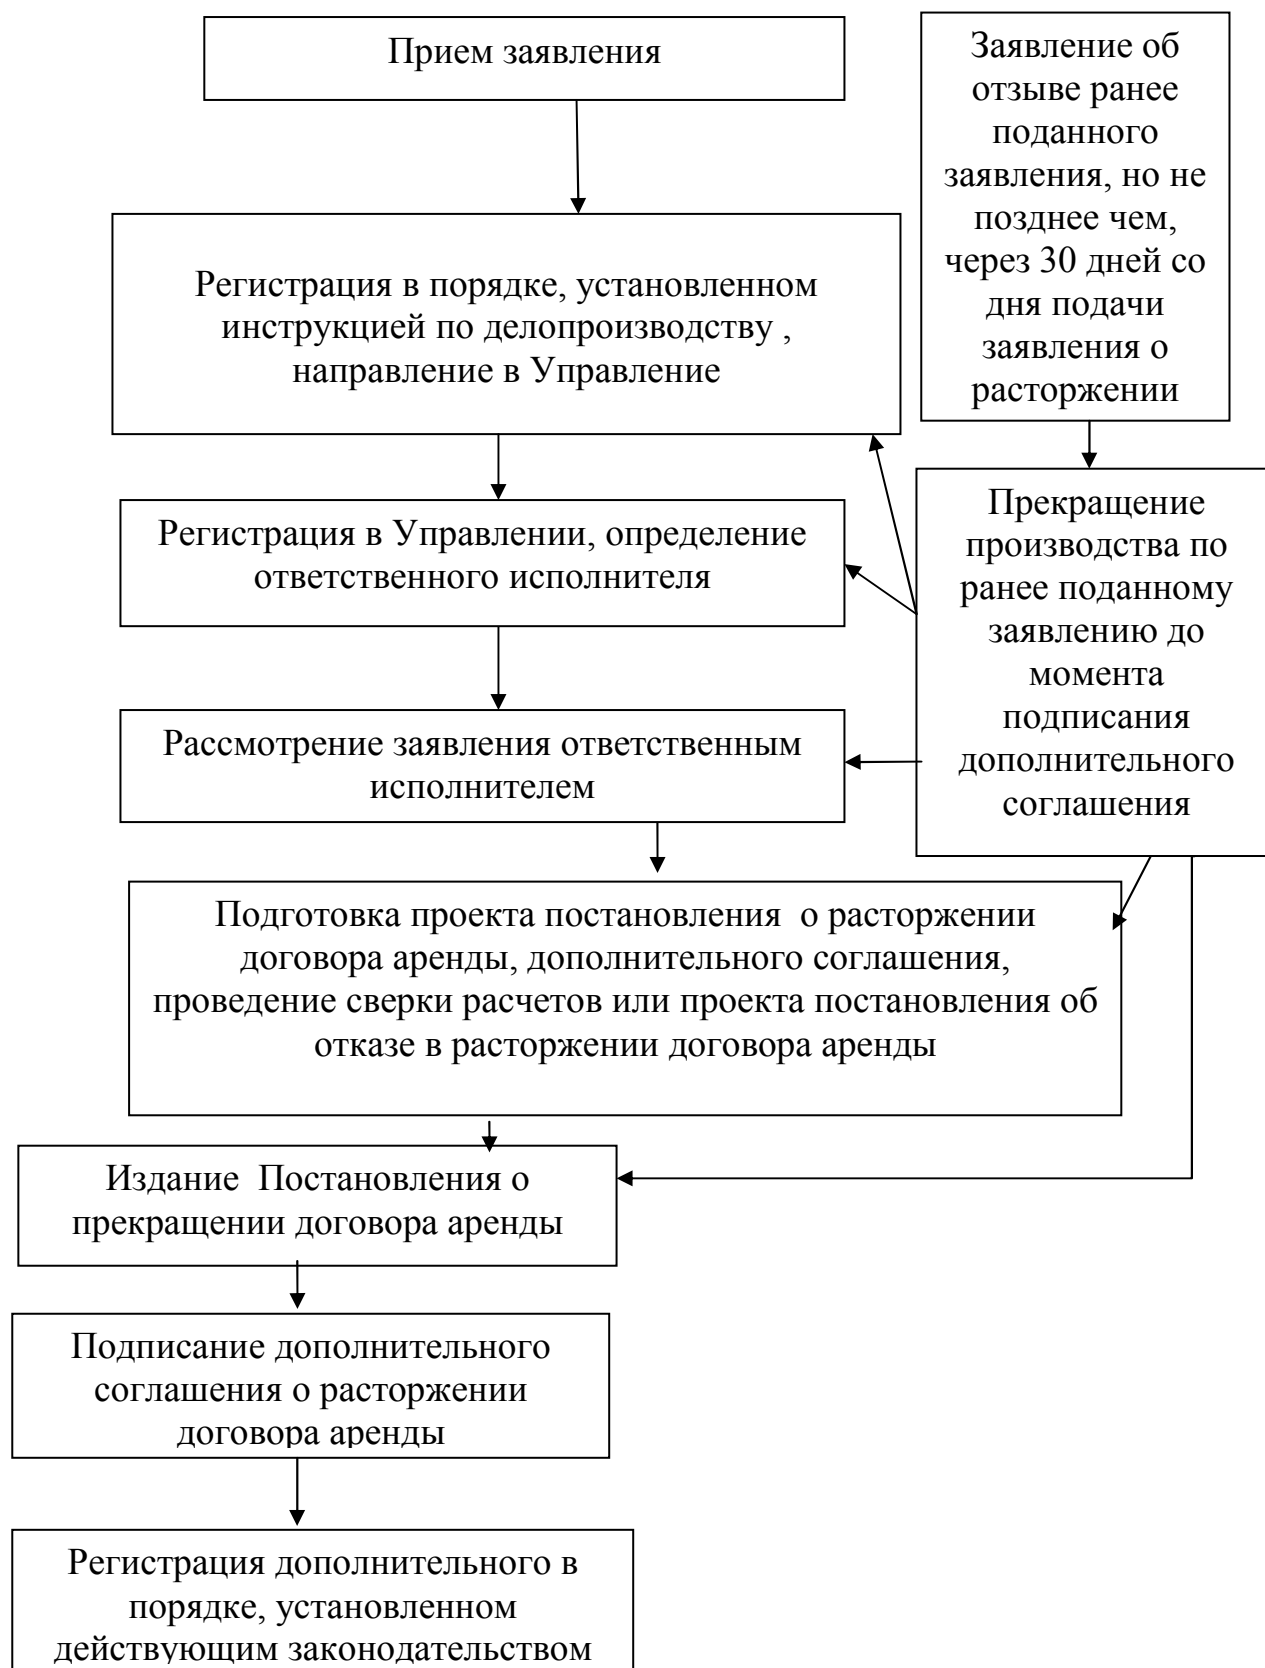 Прием заявления
Заявление об
отзыве ранее
поданного
заявления, но не
позднее чем,
через 30 дней со
дня подачи
заявления о
расторжении
Регистрация в порядке, установленном
инструкцией по делопроизводству ,
направление в Управление
Регистрация в Управлении, определение
ответственного исполнителя
Прекращение
производства по
ранее поданному
заявлению до
момента
подписания
дополнительного
соглашения
Рассмотрение заявления ответственным
исполнителем
Подготовка проекта постановления  о расторжении
договора аренды, дополнительного соглашения,
проведение сверки расчетов или проекта постановления об
отказе в расторжении договора аренды
Издание  Постановления о
прекращении договора аренды
Подписание дополнительного
соглашения о расторжении
договора аренды
Регистрация дополнительного в
порядке, установленном
действующим законодательством